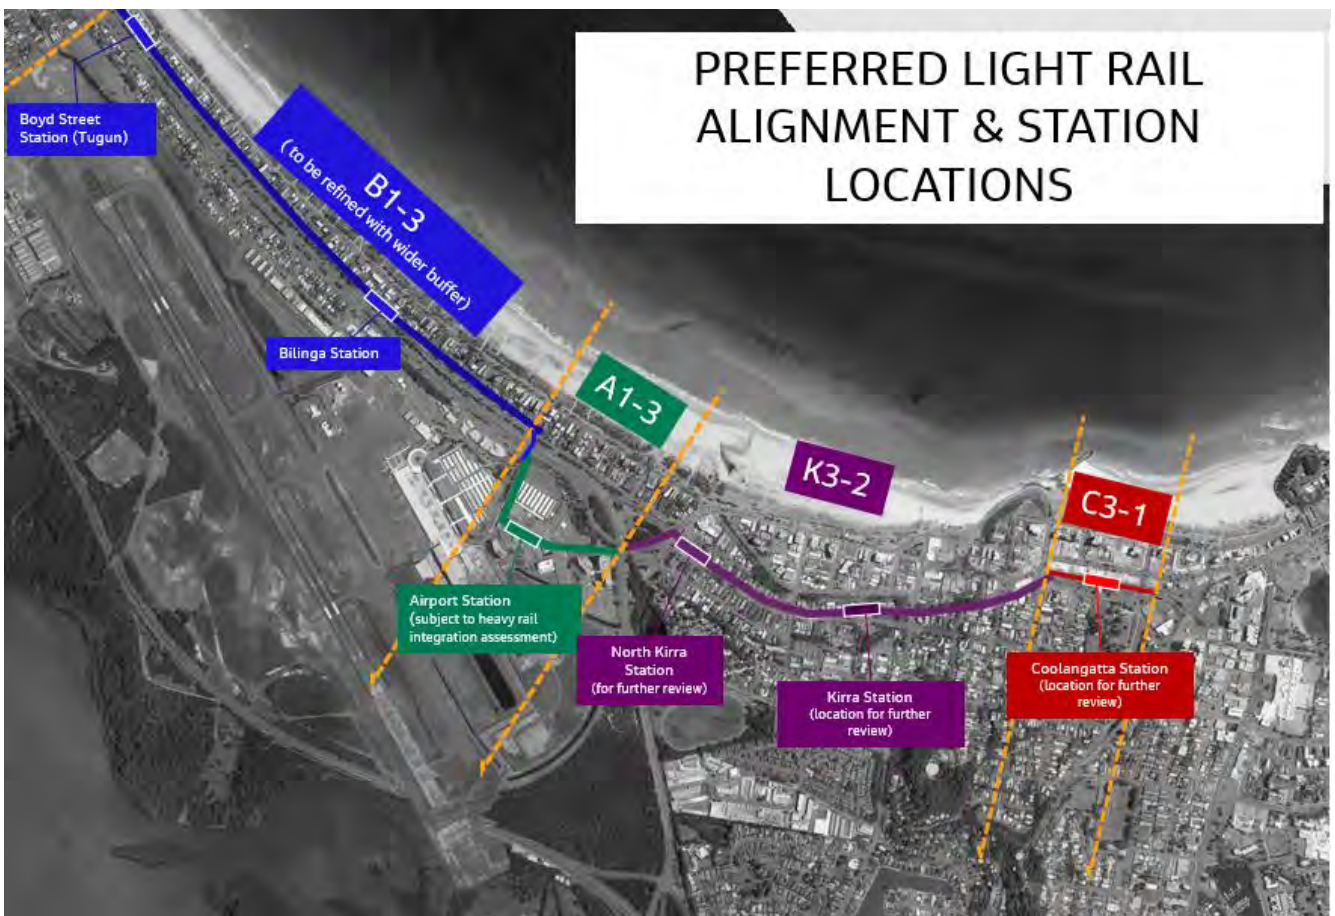 PREFERRED LIGHT RAIL
ALIGNMENT & STATION
LOCATIONS
Boyd Street
Station (Tugun)
B1-3
( to be refined with wider buffer)
Bilinga Station
A1-3
K3-2
C3-1
Airport Station
(subject to heavy rail
integration assessment)
North Kirra
Station
(for further review)
Kirra Station
(location for further
review)
Coolangatta Station
(location for further
review)